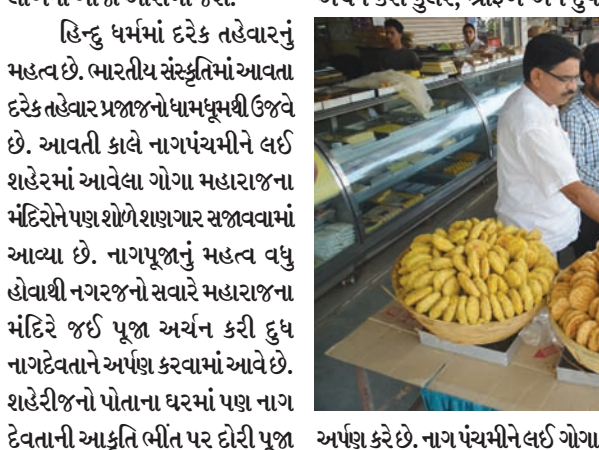 હિન્દુ ધર્મમાં દરેક તહેવારનું
મહત્વ છે. ભારતીય સંસ્કૃતિમાં આવતા
દરેક તહેવાર પ્રજાજનો ધામધૂમથી ઉજવે
છે. આવતી કાલે નાગપંચમીને લઈ
શહેરમાં આવેલા ગોગા મહારાજના
મંદિરોને પણ શોળે શણગાર સજાવવામાં
આવ્યા છે. નાગપૂજાનું મહત્વ વધુ
હોવાથી નગરજનો સવારે મહારાજના
મંદિરે જઈ પૂજા અર્ચન કરી દુધ
નાગદેવતાને અર્પણ કરવામાં આવે છે.
શહેરીજનો પોતાના ઘરમાં પણ નાગ
દેવતાની આકૃતિ ભીંત પર દોરી પૂજા
અર્પણ કરે છે. નાગ પંચમીને લઈ ગોગા